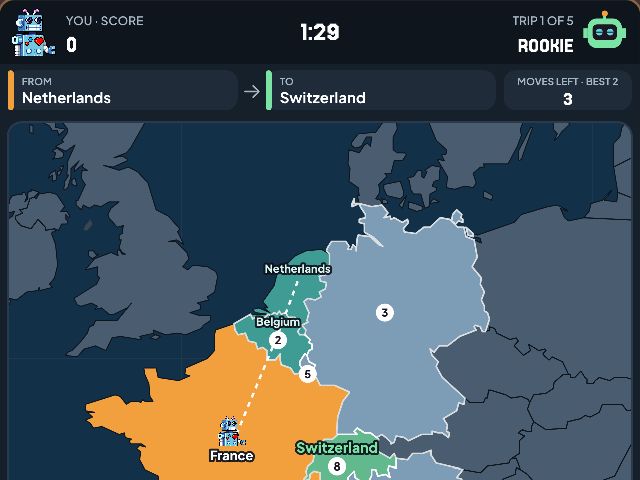 YOU · SCORE
0
1:29
TRIP 1 OF 5
ROOKIE
FROM
Netherlands
→
TO
Switzerland
MOVES LEFT · BEST 2
3
Netherlands
3
Belgium
2
5
France
Switzerland
8